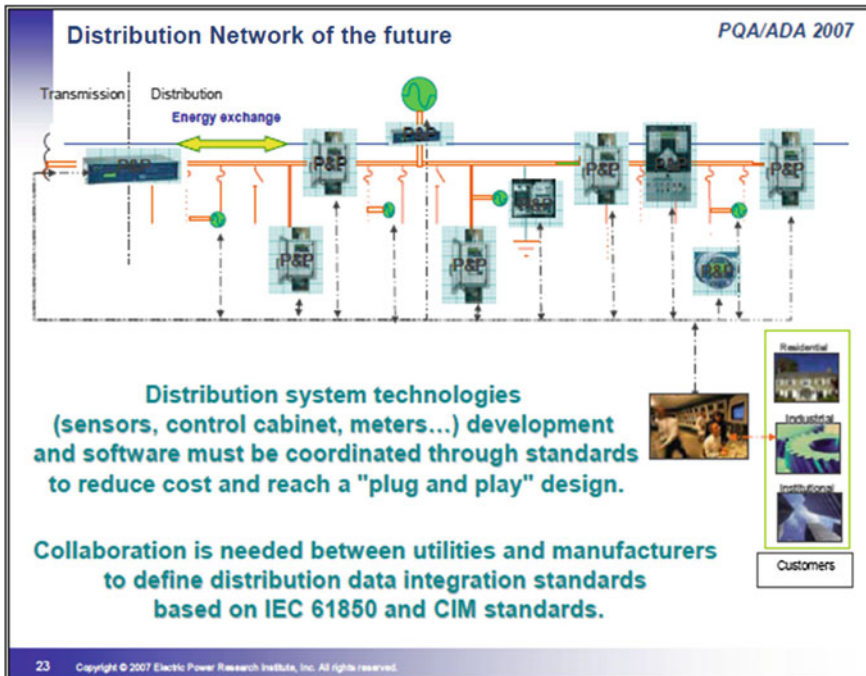 Distribution Network of the future
PQA/ADA 2007
Transmission
Distribution
Energy exchange
P&P
P&P
P&P
P&P
P&P
P&P
P&P
P&P
P&P
P&P
Residential
Industrial
Institutional
Customers
Distribution system technologies
(sensors, control cabinet, meters...) development
and software must be coordinated through standards
to reduce cost and reach a "plug and play" design.
Collaboration is needed between utilities and manufacturers
to define distribution data integration standards
based on IEC 61850 and CIM standards.
23 Copyright © 2007 Electric Power Research Institute, Inc. All rights reserved.